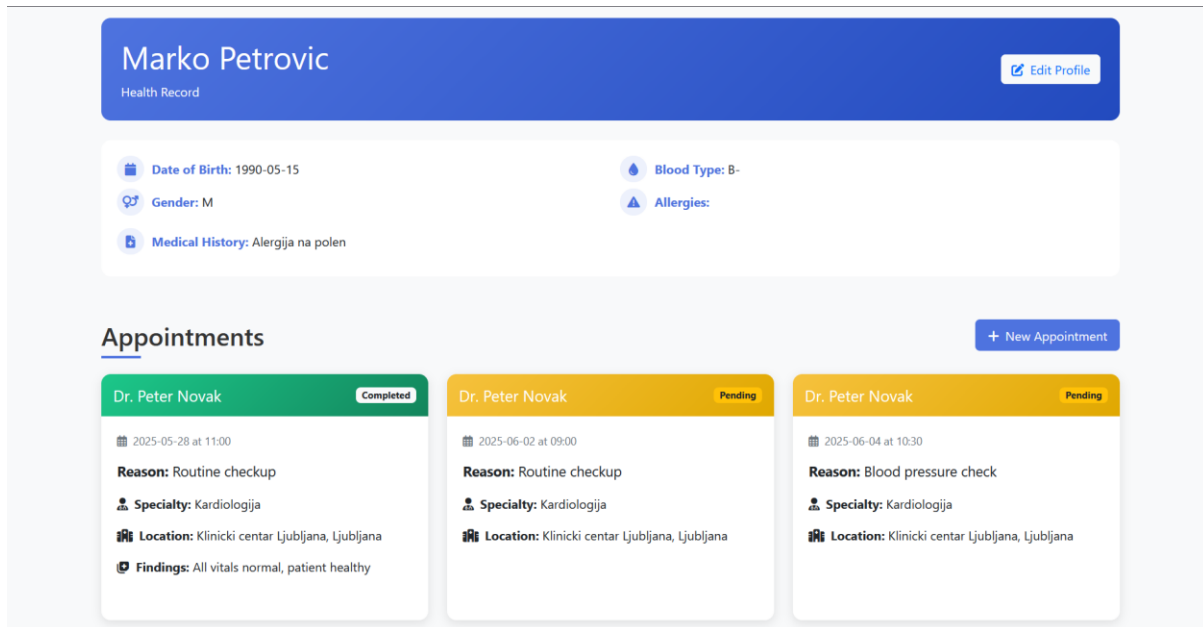 Marko Petrovic
Edit Profile
Health Record
Date of Birth: 1990-05-15
Blood Type: B-
Gender: M
Allergies:
Medical History: Alergija na polen
Appointments
+ New Appointment
Dr. Peter Novak
Completed
2025-05-28 at 11:00
Reason: Routine checkup
Specialty: Kardiologija
Location: Klinicki centar Ljubljana, Ljubljana
Findings: All vitals normal, patient healthy
Dr. Peter Novak
Pending
2025-06-02 at 09:00
Reason: Routine checkup
Specialty: Kardiologija
Location: Klinicki centar Ljubljana, Ljubljana
Dr. Peter Novak
Pending
2025-06-04 at 10:30
Reason: Blood pressure check
Specialty: Kardiologija
Location: Klinicki centar Ljubljana, Ljubljana